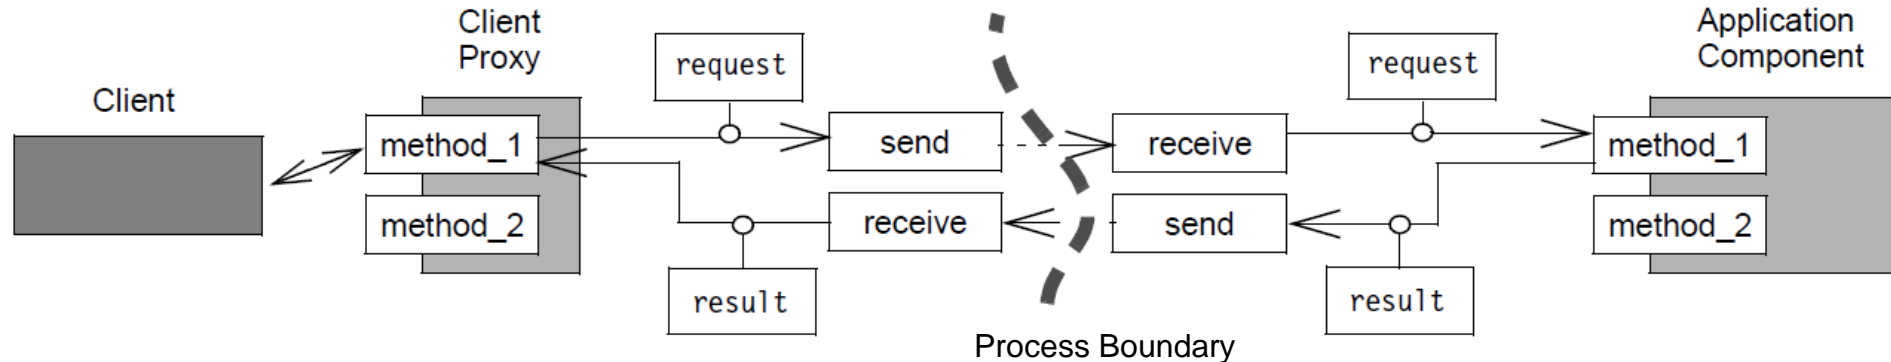 Client
Proxy
Application
Component
request
request
Client
method_1
send
receive
method_1
method_2
receive
send
method_2
result
result
Process Boundary